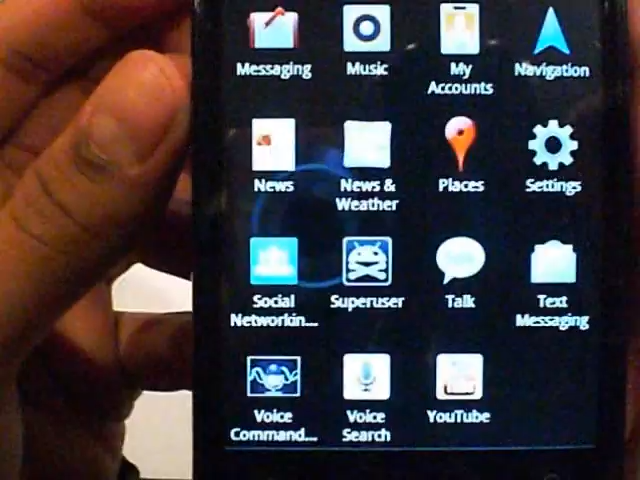 Messaging
Music
My
Accounts
Navigation
News
News &
Weather
Places
Settings
Social
Networkin...
Superuser
Talk
Text
Messaging
Voice
Command...
Voice
Search
YouTube